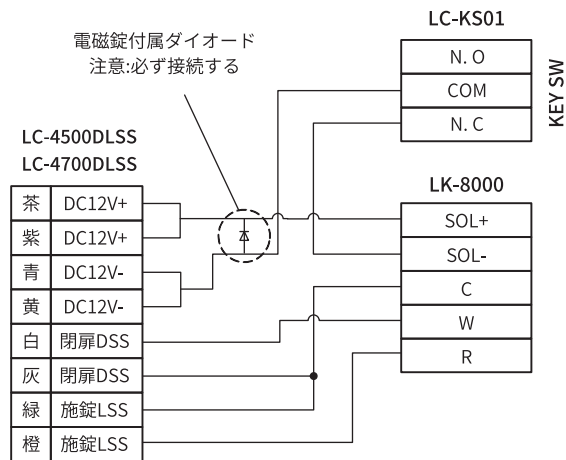 LC-KS01
N.O
COM
N.C
KEY SW
電磁錠付属ダイオード
注意:必ず接続する
LC-4500DLSS
LC-4700DLSS
茶 DC12V+
紫 DC12V+
青 DC12V-
黄 DC12V-
白 閉扉DSS
灰 閉扉DSS
緑 施錠LSS
橙 施錠LSS
LK-8000
SOL+
SOL-
C
W
R